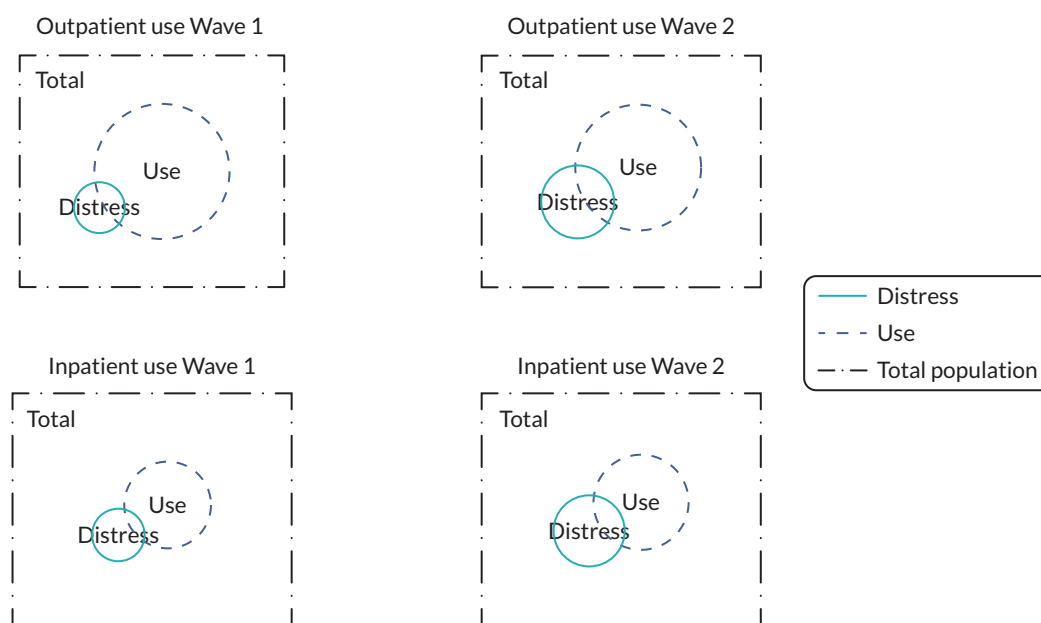 Outpatient use Wave 1
Total
Use
Distress
Outpatient use Wave 2
Total
Use
Distress
Distress
Use
Total population
Inpatient use Wave 1
Total
Use
Distress
Inpatient use Wave 2
Total
Use
Distress